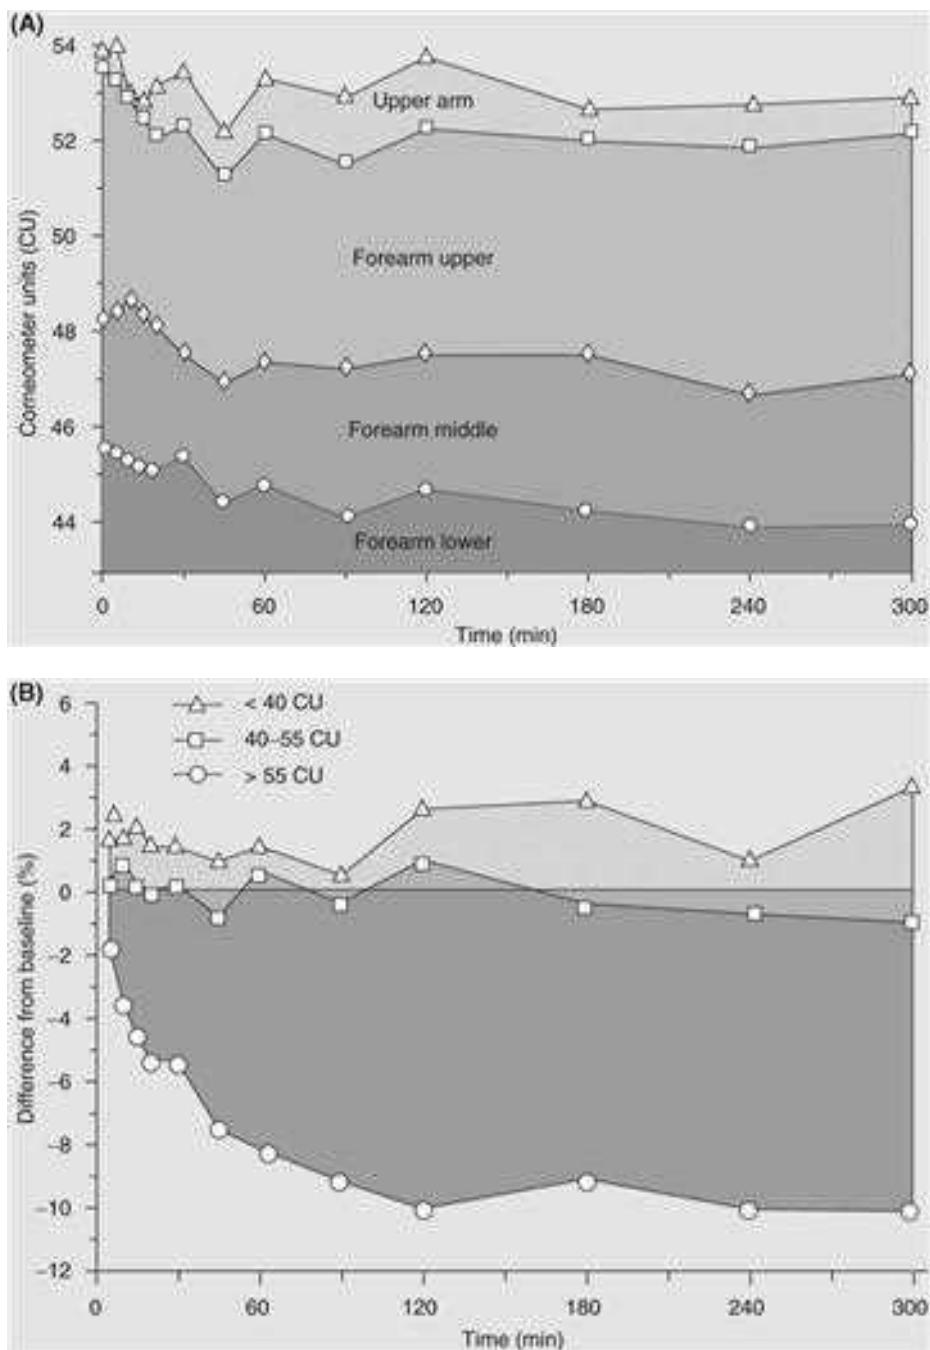 (A)
54
52
50
48
46
44
Corneometer units (CU)
Upper arm
Forearm upper
Forearm middle
Forearm lower
0 60 120 180 240 300
Time (min)
(B)
6
4
2
0
–2
–4
–6
–8
–10
–12
Difference from baseline (%)
< 40 CU
40–55 CU
> 55 CU
0 60 120 180 240 300
Time (min)